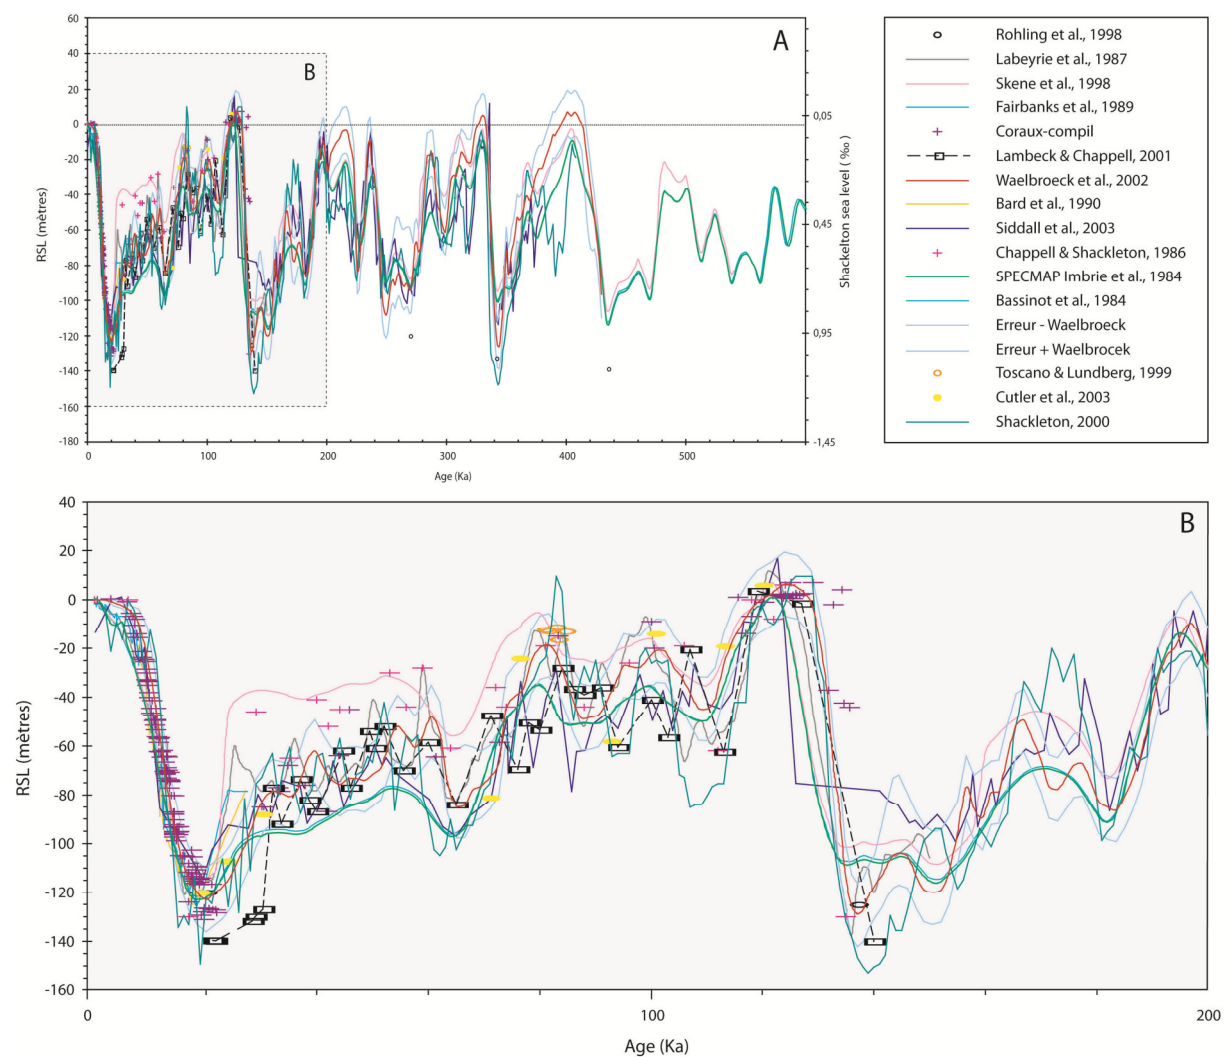 A
B
60
40
20
0
-20
-40
-60
-80
-100
-120
-140
-160
-180
RSL (mètres)
0
100
200
300
400
500
Age (Ka)
0,05
0,45
0,95
-1,45
Shackelton sea level ( ‰)
Rohling et al., 1998
Labeyrie et al., 1987
Skene et al., 1998
Fairbanks et al., 1989
Coraux-compil
Lambeck & Chappell, 2001
Waelbroeck et al., 2002
Bard et al., 1990
Siddall et al., 2003
Chappell & Shackleton, 1986
SPECMAP Imbrie et al., 1984
Bassinot et al., 1984
Erreur - Waelbroeck
Erreur + Waelbrocek
Toscano & Lundberg, 1999
Cutler et al., 2003
Shackleton, 2000
B
40
20
0
-20
-40
-60
-80
-100
-120
-140
-160
RSL (mètres)
0
100
200
Age (Ka)